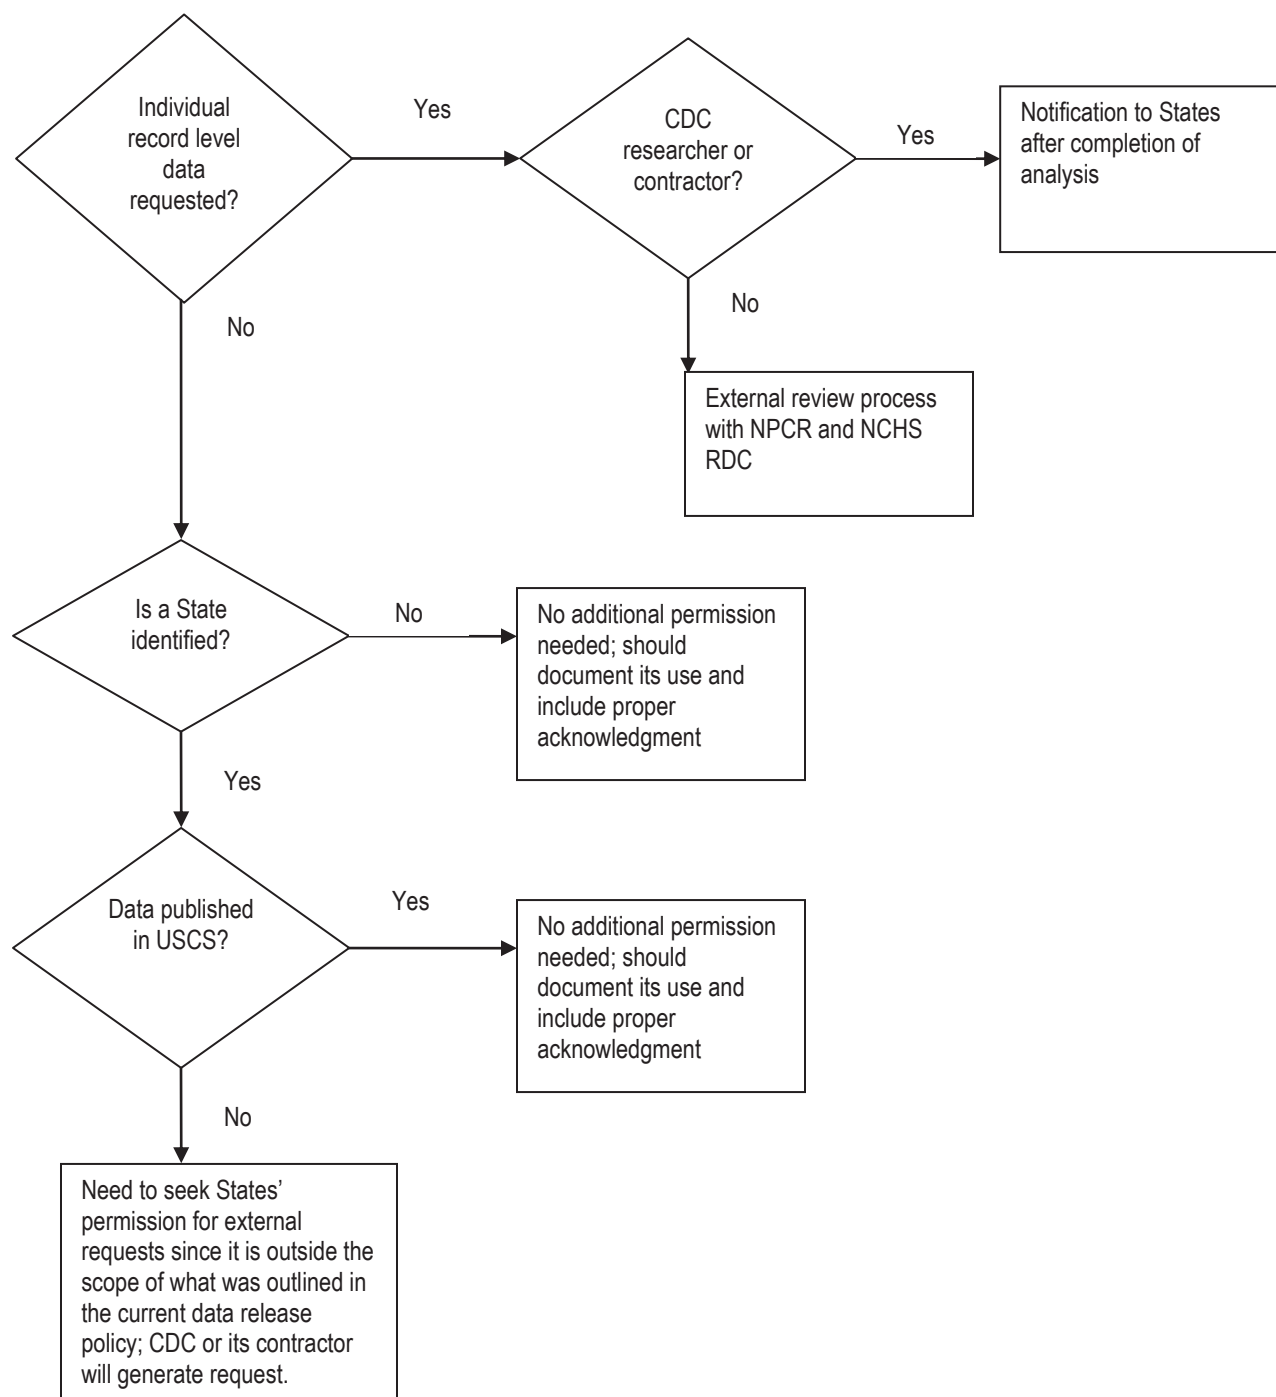 Individual
record level
data
requested?
Yes
CDC
researcher or
contractor?
Yes
Notification to States
after completion of
analysis
No
No
External review process
with NPCR and NCHS
RDC
Is a State
identified?
No
No additional permission
needed; should
document its use and
include proper
acknowledgment
Yes
Data published
in USCS?
Yes
No additional permission
needed; should
document its use and
include proper
acknowledgment
No
Need to seek States’
permission for external
requests since it is outside the
scope of what was outlined in
the current data release
policy; CDC or its contractor
will generate request.